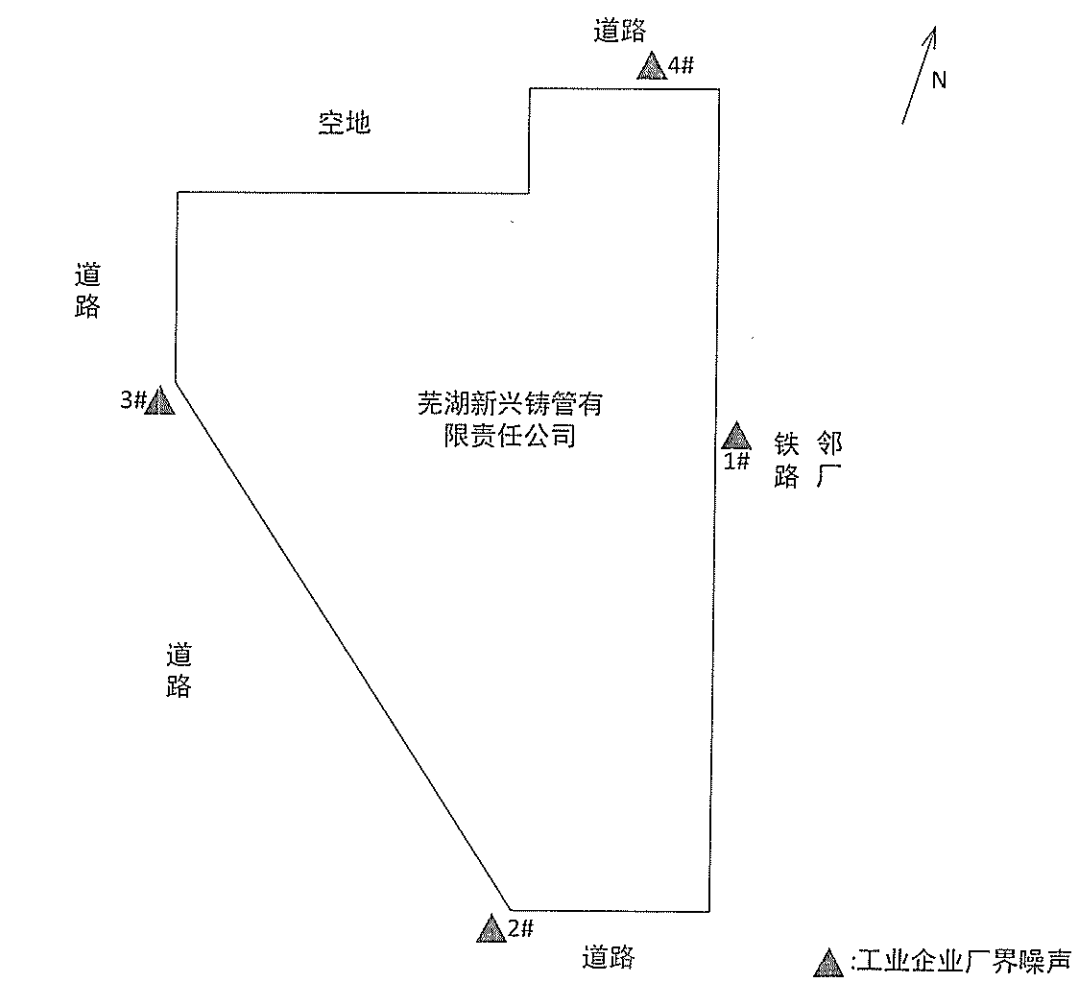 道路
4#
N
空地
道
路
3#
芜湖新兴铸管有
限责任公司
1#
铁 邻
路 厂
道
路
2#
道路
:工业企业厂界噪声